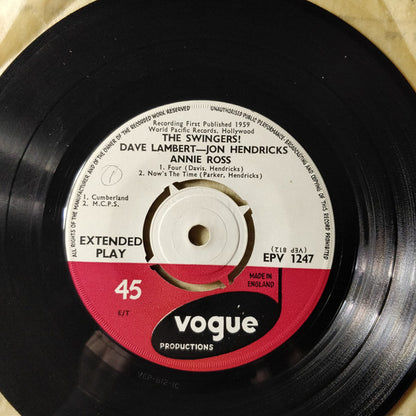 ALL RIGHTS OF THE MANUFACTURER AND OF THE OWNER OF THE RECORDED WORK RESERVED
UNAUTHORISED PUBLIC PERFORMANCE BROADCASTING AND COPYING OF THIS RECORD PROHIBITED
Recording First Published 1959
World Pacific Records, Hollywood
THE SWINGERS!
DAVE LAMBERT—JON HENDRICKS
ANNIE ROSS
1. Four (Davis, Hendricks)
2. Now's The Time (Parker, Hendricks)
1
1. Cumberland
2. M.C.P.S.
EXTENDED
PLAY
(VEP 812)
EPV 1247
45
MADE IN
ENGLAND
E/T
vogue
PRODUCTIONS